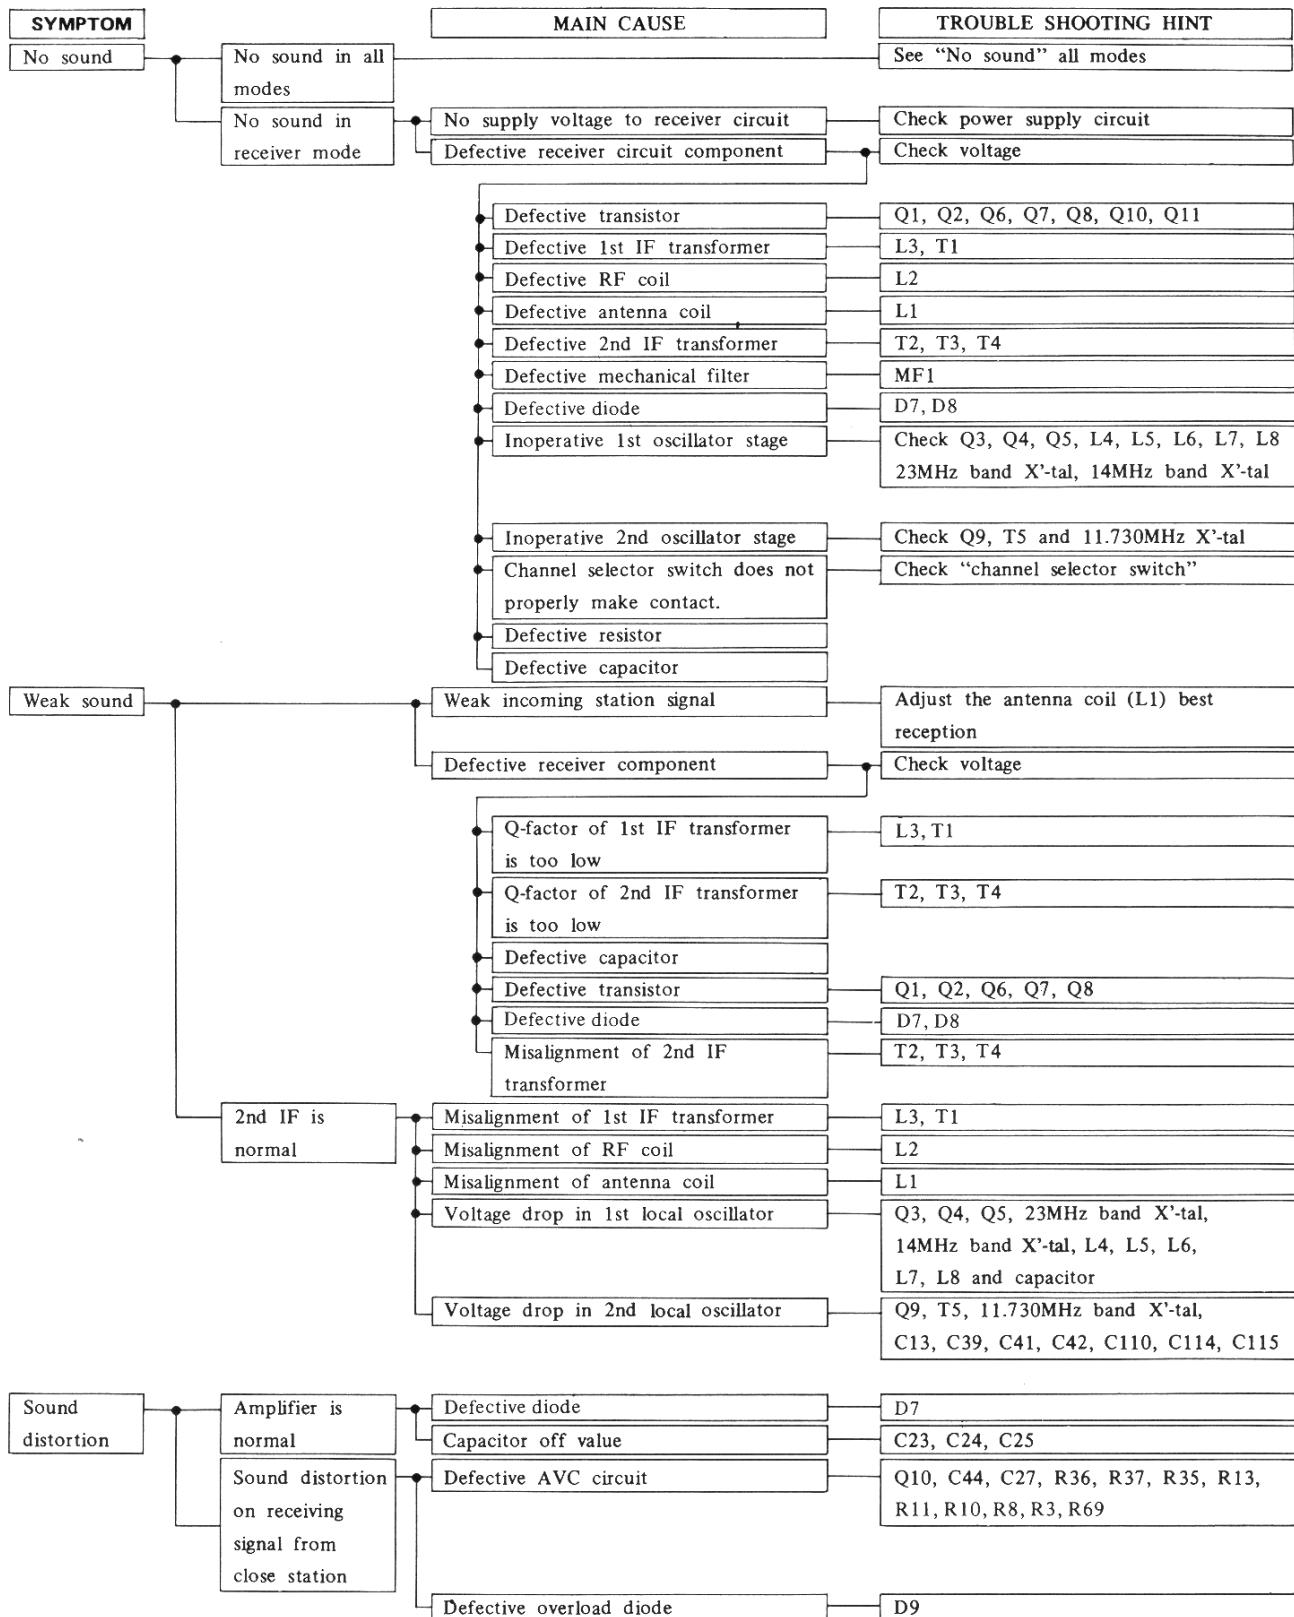 SYMPTOM MAIN CAUSE TROUBLE SHOOTING HINT
No sound No sound in all See “No sound” all modes
modes
No sound in No supply voltage to receiver circuit Check power supply circuit
receiver mode Defective receiver circuit component Check voltage
Defective transistor Q1, Q2, Q6, Q7, Q8, Q10, Q11
Defective 1st IF transformer L3, T1
Defective RF coil L2
Defective antenna coil L1
Defective 2nd IF transformer T2, T3, T4
Defective mechanical filter MF1
Defective diode D7, D8
Inoperative 1st oscillator stage Check Q3, Q4, Q5, L4, L5, L6, L7, L8
23MHz band X’-tal, 14MHz band X’-tal
Inoperative 2nd oscillator stage Check Q9, T5 and 11.730MHz X’-tal
Channel selector switch does not Check “channel selector switch”
properly make contact.
Defective resistor
Defective capacitor
Weak sound Weak incoming station signal Adjust the antenna coil (L1) best
reception
Defective receiver component Check voltage
Q-factor of 1st IF transformer L3, T1
is too low
Q-factor of 2nd IF transformer T2, T3, T4
is too low
Defective capacitor
Defective transistor Q1, Q2, Q6, Q7, Q8
Defective diode D7, D8
Misalignment of 2nd IF T2, T3, T4
transformer
2nd IF is Misalignment of 1st IF transformer L3, T1
normal Misalignment of RF coil L2
Misalignment of antenna coil L1
Voltage drop in 1st local oscillator Q3, Q4, Q5, 23MHz band X’-tal,
14MHz band X’-tal, L4, L5, L6,
L7, L8 and capacitor
Voltage drop in 2nd local oscillator Q9, T5, 11.730MHz band X’-tal,
C13, C39, C41, C42, C110, C114, C115
Sound Amplifier is Defective diode D7
distortion normal Capacitor off value C23, C24, C25
Sound distortion Defective AVC circuit Q10, C44, C27, R36, R37, R35, R13,
on receiving R11, R10, R8, R3, R69
signal from
close station
Defective overload diode D9